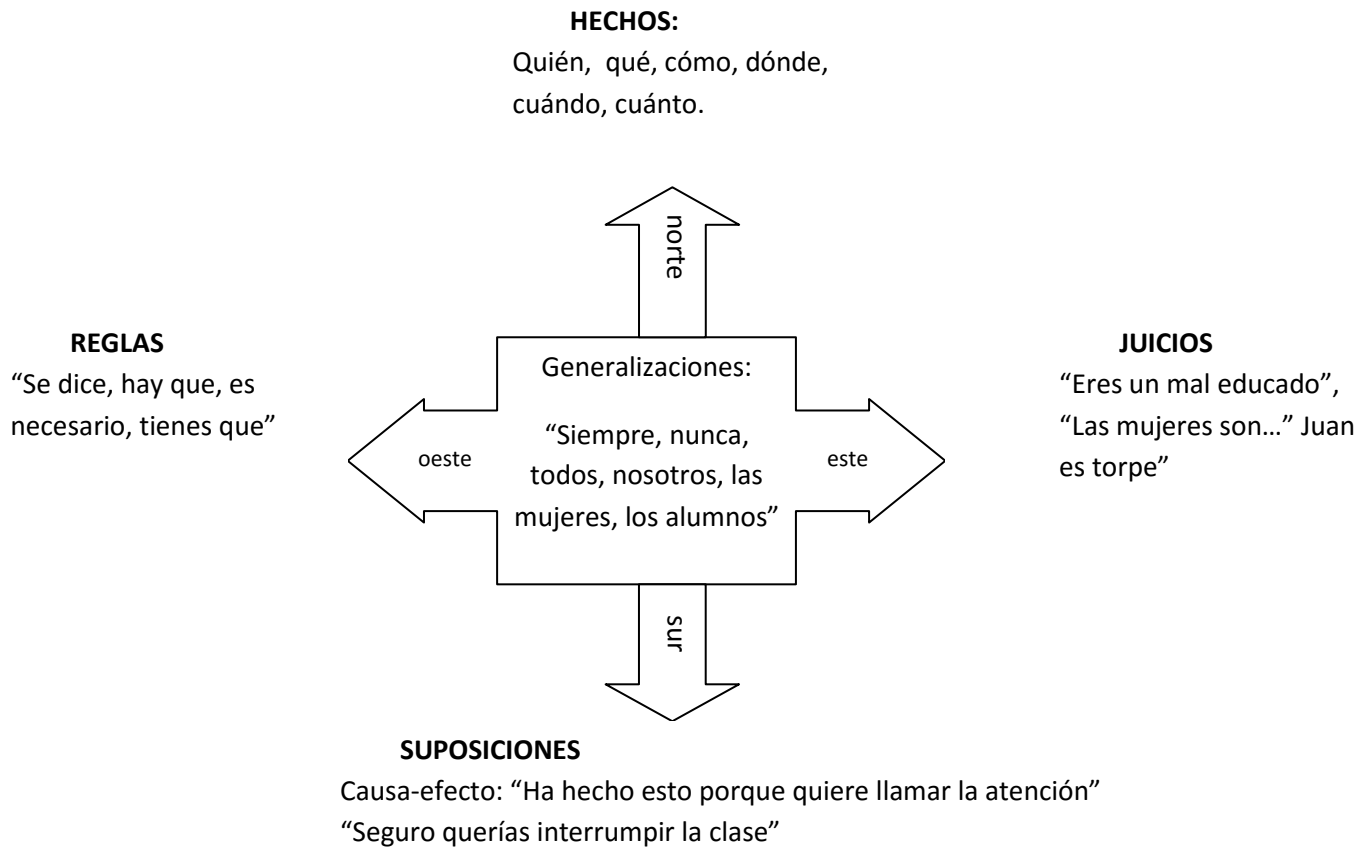 HECHOS:
Quién,  qué, cómo, dónde,
cuándo, cuánto.
norte
REGLAS
“Se dice, hay que, es
necesario, tienes que”
oeste
Generalizaciones:
“Siempre, nunca,
todos, nosotros, las
mujeres, los alumnos”
este
JUICIOS
“Eres un mal educado”,
“Las mujeres son…” Juan
es torpe”
sur
SUPOSICIONES
Causa-efecto: “Ha hecho esto porque quiere llamar la atención”
“Seguro querías interrumpir la clase”